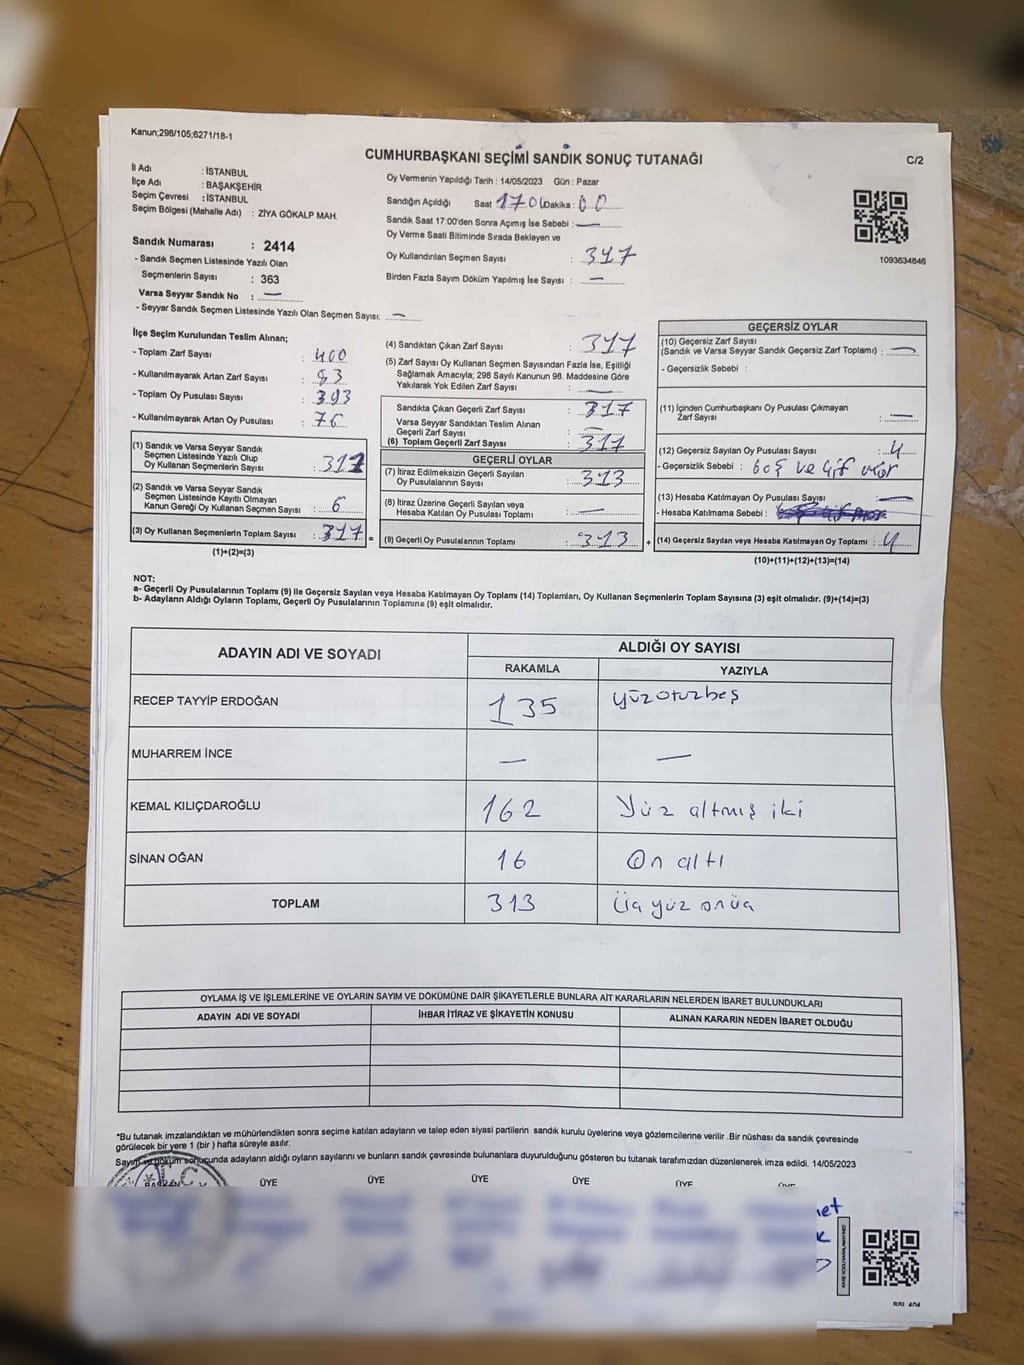 Kanun;298/105;6271/18-1
CUMHURBAŞKANI SEÇİMİ SANDIK SONUÇ TUTANAĞI
C/2
İl Adı : İSTANBUL
İlçe Adı : BAŞAKŞEHİR
Seçim Çevresi : İSTANBUL
Seçim Bölgesi (Mahalle Adı) : ZİYA GÖKALP MAH.
Sandık Numarası : 2414
- Sandık Seçmen Listesinde Yazılı Olan
Seçmenlerin Sayısı : 363
Varsa Seyyar Sandık No : —
- Seyyar Sandık Seçmen Listesinde Yazılı Olan Seçmen Sayısı: —
Oy Vermenin Yapıldığı Tarih : 14/05/2023 Gün : Pazar
Sandığın Açıldığı Saat 17.0 Dakika : 00
Sandık Saat 17:00'den Sonra Açımış İse Sebebi : —
Oy Verme Saati Bitiminde Sırada Bekleyen ve
Oy Kullandırılan Seçmen Sayısı : 317
Birden Fazla Sayım Döküm Yapılmış İse Sayısı : —
1093634846
İlçe Seçim Kurulundan Teslim Alınan;
- Toplam Zarf Sayısı : 400
- Kullanılmayarak Artan Zarf Sayısı : 83
- Toplam Oy Pusulası Sayısı : 393
- Kullanılmayarak Artan Oy Pusulası : 76
(1) Sandık ve Varsa Seyyar Sandık
Seçmen Listesinde Yazılı Olup
Oy Kullanan Seçmenlerin Sayısı :
(2) Sandık ve Varsa Seyyar Sandık
Seçmen Listesinde Kayıtlı Olmayan
Kanun Gereği Oy Kullanan Seçmen Sayısı : 6
(3) Oy Kullanan Seçmenlerin Toplam Sayısı : 317 =
(1)+(2)=(3)
(4) Sandıktan Çıkan Zarf Sayısı : 317
(5) Zarf Sayısı Oy Kullanan Seçmen Sayısından Fazla İse, Eşitliği
Sağlamak Amacıyla; 298 Sayılı Kanunun 98. Maddesine Göre
Yakılarak Yok Edilen Zarf Sayısı : —
Sandıkta Çıkan Geçerli Zarf Sayısı : 317
Varsa Seyyar Sandıktan Teslim Alınan
Geçerli Zarf Sayısı : —
(6) Toplam Geçerli Zarf Sayısı : 317
GEÇERLİ OYLAR
(7) İtiraz Edilmeksizin Geçerli Sayılan
Oy Pusulalarının Sayısı : 313
(8) İtiraz Üzerine Geçerli Sayılan veya
Hesaba Katılan Oy Pusulası Toplamı : —
(9) Geçerli Oy Pusulalarının Toplamı : 313 +
GEÇERSİZ OYLAR
(10) Geçersiz Zarf Sayısı
(Sandık ve Varsa Seyyar Sandık Geçersiz Zarf Toplamı) : —
- Geçersizlik Sebebi :
(11) İçinden Cumhurbaşkanı Oy Pusulası Çıkmayan
Zarf Sayısı : —
(12) Geçersiz Sayılan Oy Pusulası Sayısı : 4
- Geçersizlik Sebebi : boş ve çif
(13) Hesaba Katılmayan Oy Pusulası Sayısı : —
- Hesaba Katılmama Sebebi :
(14) Geçersiz Sayılan veya Hesaba Katılmayan Oy Toplamı : 4
(10)+(11)+(12)+(13)=(14)
NOT:
a- Geçerli Oy Pusulalarının Toplamı (9) ile Geçersiz Sayılan veya Hesaba Katılmayan Oy Toplamı (14) Toplamları, Oy Kullanan Seçmenlerin Toplam Sayısına (3) eşit olmalıdır. (9)+(14)=(3)
b- Adayların Aldığı Oyların Toplamı, Geçerli Oy Pusulalarının Toplamına (9) eşit olmalıdır.
ADAYIN ADI VE SOYADI
ALDIĞI OY SAYISI
RAKAMLA YAZIYLA
RECEP TAYYİP ERDOĞAN 135 yüzotuzbeş
MUHARREM İNCE — —
KEMAL KILIÇDAROĞLU 162 Yüz altmış iki
SİNAN OĞAN 16 On altı
TOPLAM 313 Üç yüz onüç
OYLAMA İŞ VE İŞLEMLERİNE VE OYLARIN SAYIM VE DÖKÜMÜNE DAİR ŞİKAYETLERLE BUNLARA AİT KARARLARIN NELERDEN İBARET BULUNDUKLARI
ADAYIN ADI VE SOYADI İHBAR İTİRAZ VE ŞİKAYETİN KONUSU ALINAN KARARIN NEDEN İBARET OLDUĞU
*Bu tutanak imzalandıktan ve mühürlendikten sonra seçime katılan adayların ve talep eden siyasi partilerin sandık kurulu üyelerine veya gözlemcilerine verilir .Bir nüshası da sandık çevresinde
görülecek bir yere 1 (bir ) hafta süreyle asılır.
Sayım ve döküm sonucunda adayların aldığı oyların sayılarını ve bunların sandık çevresinde bulunanlara duyurulduğunu gösteren bu tutanak tarafımızdan düzenlenerek imza edildi. 14/05/2023
BAŞKAN ÜYE ÜYE ÜYE ÜYE ÜYE